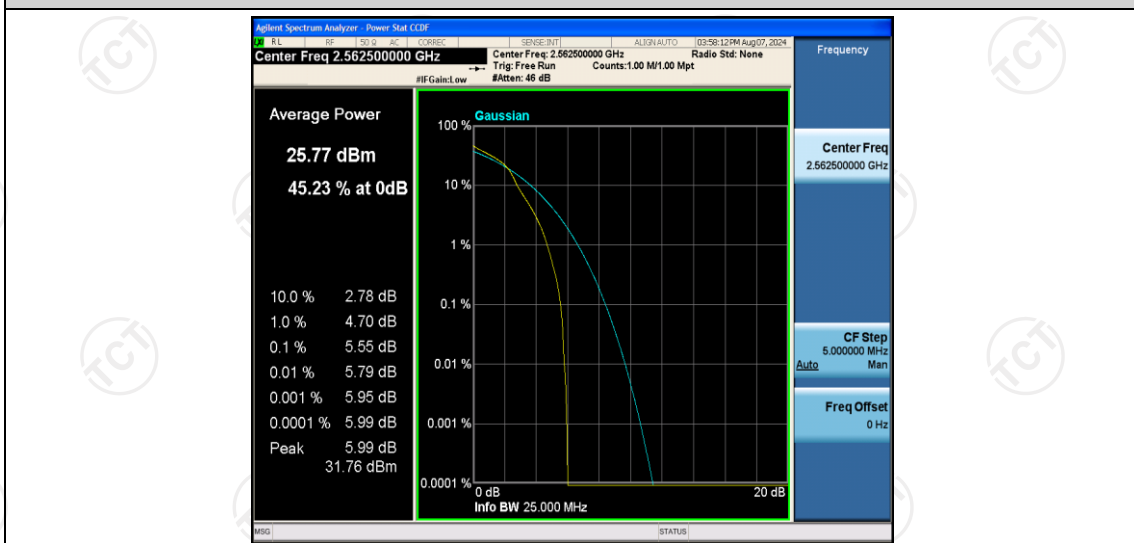 Agilent Spectrum Analyzer - Power Stat CCDF
RL RF 50 Ω AC CORREC SENSE:INT ALIGN AUTO 03:58:12 PM Aug 07, 2024
Center Freq 2.562500000 GHz
Center Freq: 2.562500000 GHz Radio Std: None
Trig: Free Run Counts:1.00 M/1.00 Mpt
#IFGain:Low #Atten: 46 dB
Frequency
Average Power
25.77 dBm
45.23 % at 0dB
10.0 % 2.78 dB
1.0 % 4.70 dB
0.1 % 5.55 dB
0.01 % 5.79 dB
0.001 % 5.95 dB
0.0001 % 5.99 dB
Peak 5.99 dB
31.76 dBm
Gaussian
100 %
10 %
1 %
0.1 %
0.01 %
0.001 %
0.0001 %
0 dB 20 dB
Info BW 25.000 MHz
Center Freq
2.562500000 GHz
CF Step
5.000000 MHz
Auto Man
Freq Offset
0 Hz
MSG STATUS
TCT
TCT
TCT
TCT